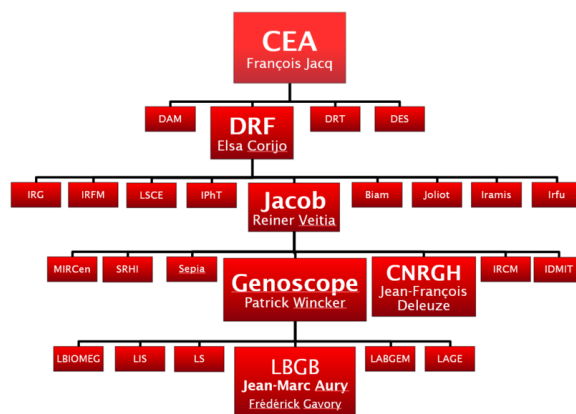 CEA
François Jacq
DAM
DRF
Elsa Corijo
DRT
DES
IRG
IRFM
LSCE
IPhT
Jacob
Reiner Veitia
Biam
Joliot
Iramis
Irfu
MIRCen
SRHI
Sepia
Genoscope
Patrick Wincker
CNRGH
Jean-François
Deleuze
IRCM
IDMIT
LBIOMEG
LIS
LS
LBGB
Jean-Marc Aury
Frédérick Gavory
LABGEM
LAGE